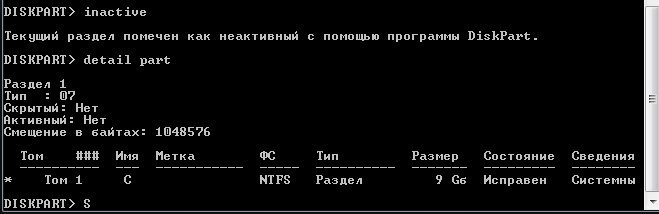 DISKPART> inactive
Текущий раздел помечен как неактивный с помощью программы DiskPart.
DISKPART> detail part
Раздел 1
Тип  : 07
Скрытый: Нет
Активный: Нет
Смещение в байтах: 1048576
Том ### Имя Метка ФС Тип Размер Состояние Сведения
* Том 1 C NTFS Раздел 9 Gб Исправен Системны
DISKPART> S